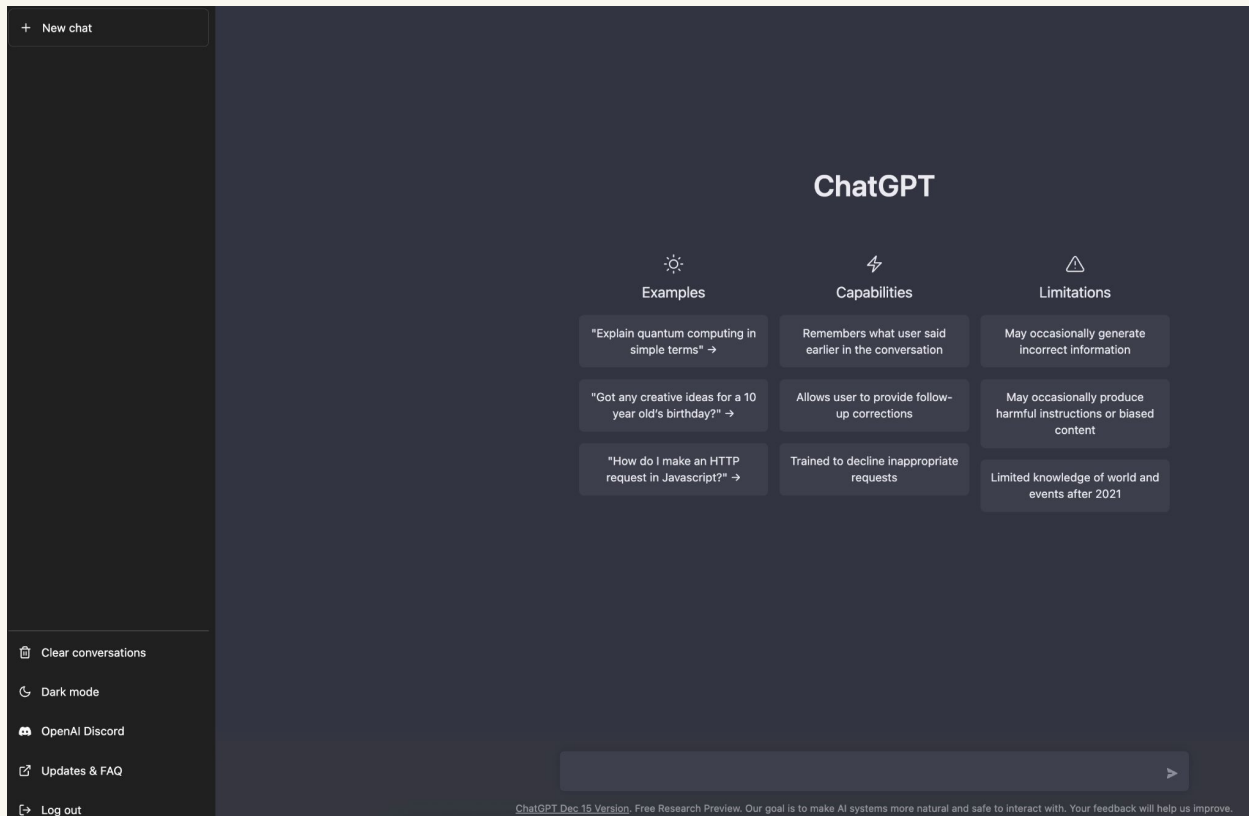 + New chat
ChatGPT
Examples
"Explain quantum computing in
simple terms" →
"Got any creative ideas for a 10
year old's birthday?" →
"How do I make an HTTP
request in Javascript?" →
Capabilities
Remembers what user said
earlier in the conversation
Allows user to provide follow-
up corrections
Trained to decline inappropriate
requests
Limitations
May occasionally generate
incorrect information
May occasionally produce
harmful instructions or biased
content
Limited knowledge of world and
events after 2021
Clear conversations
Dark mode
OpenAI Discord
Updates & FAQ
Log out
ChatGPT Dec 15 Version. Free Research Preview. Our goal is to make AI systems more natural and safe to interact with. Your feedback will help us improve.